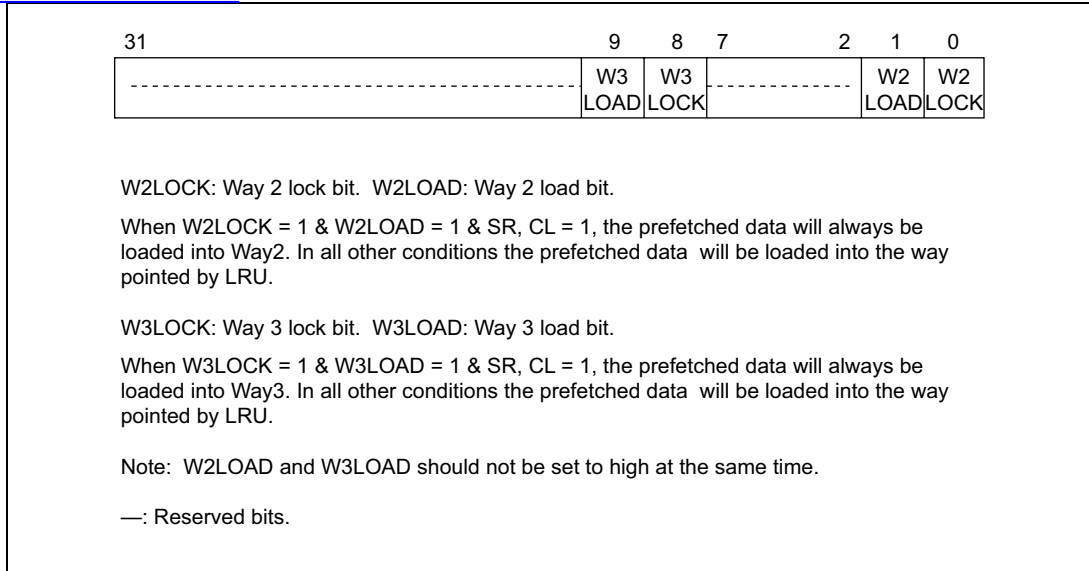 31 9 8 7 2 1 0
W3 W3 W2 W2
LOAD LOCK LOAD LOCK
W2LOCK: Way 2 lock bit. W2LOAD: Way 2 load bit.
When W2LOCK = 1 & W2LOAD = 1 & SR, CL = 1, the prefetched data will always be
loaded into Way2. In all other conditions the prefetched data will be loaded into the way
pointed by LRU.
W3LOCK: Way 3 lock bit. W3LOAD: Way 3 load bit.
When W3LOCK = 1 & W3LOAD = 1 & SR, CL = 1, the prefetched data will always be
loaded into Way3. In all other conditions the prefetched data will be loaded into the way
pointed by LRU.
Note: W2LOAD and W3LOAD should not be set to high at the same time.
—: Reserved bits.